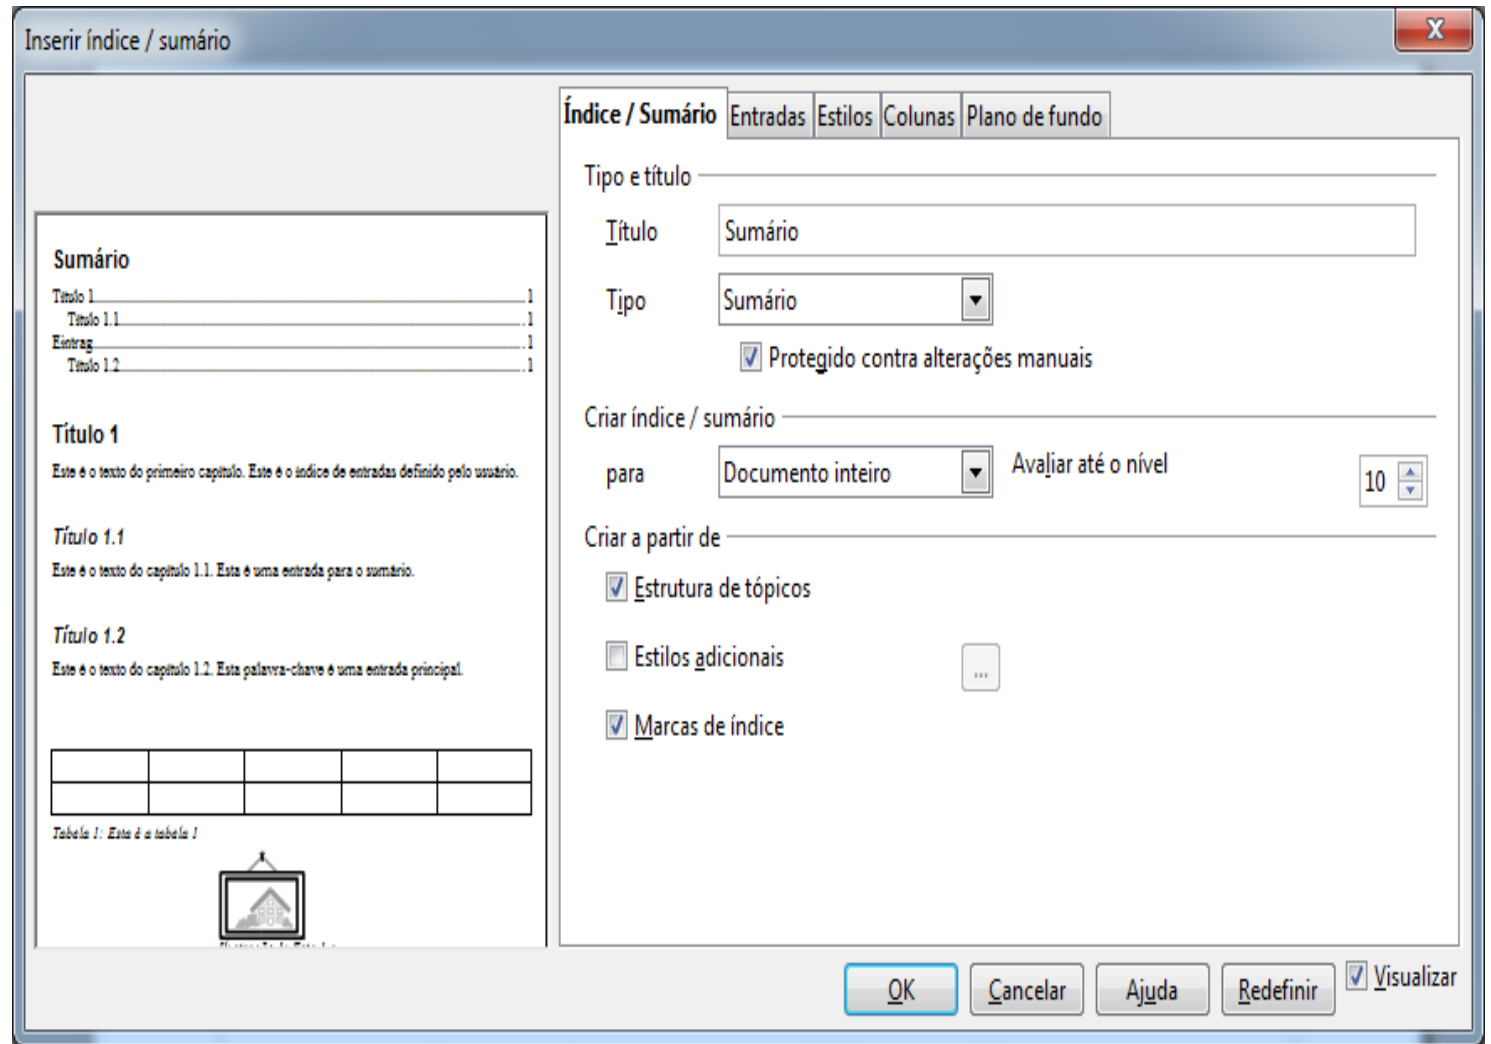 Inserir índice / sumário
X
Índice / Sumário Entradas Estilos Colunas Plano de fundo
Sumário
Título 1 1
Título 1.1 1
Eintrag 1
Título 1.2 1
Título 1
Este é o texto do primeiro capítulo. Este é o índice de entradas definido pelo usuário.
Título 1.1
Este é o texto do capítulo 1.1. Esta é uma entrada para o sumário.
Título 1.2
Este é o texto do capítulo 1.2. Esta palavra-chave é uma entrada principal.
Tabela 1: Esta é a tabela 1
Tipo e título
Título Sumário
Tipo Sumário
Protegido contra alterações manuais
Criar índice / sumário
para Documento inteiro Avaliar até o nível 10
Criar a partir de
Estrutura de tópicos
Estilos adicionais ...
Marcas de índice
OK Cancelar Ajuda Redefinir Visualizar